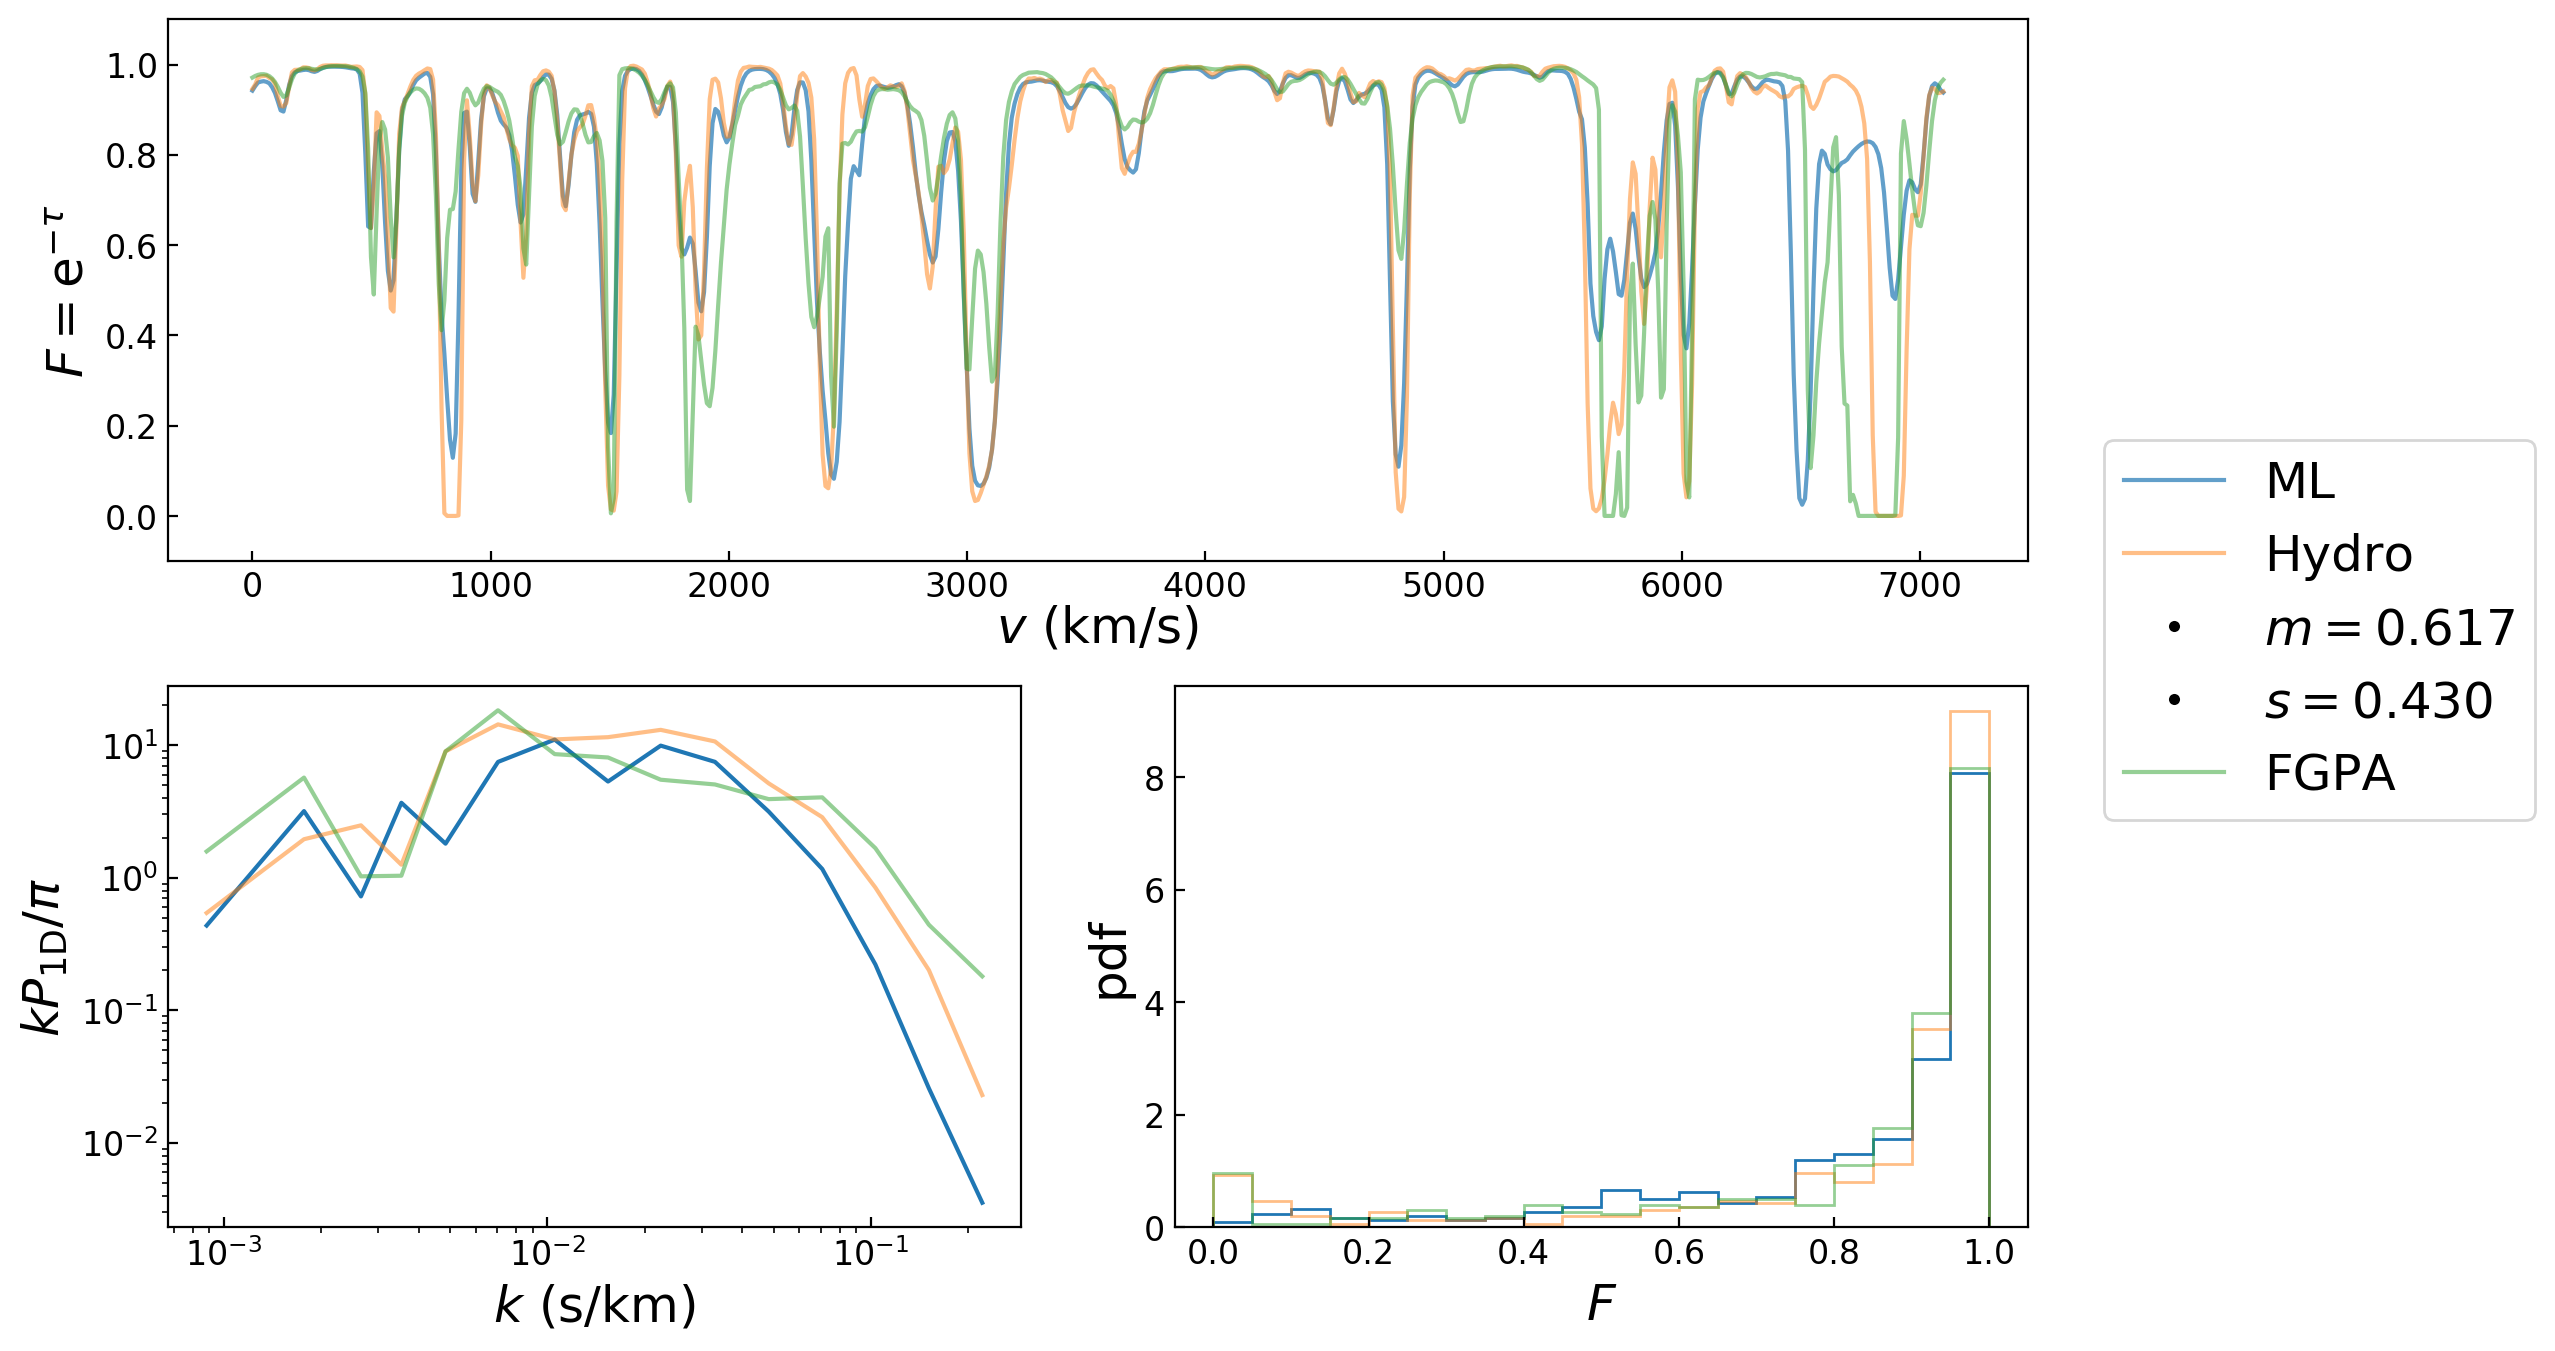 F = e^{−τ}
1.0
0.8
0.6
0.4
0.2
0.0
0 1000 2000 3000 4000 5000 6000 7000
v (km/s)
ML
Hydro
m = 0.617
s = 0.430
FGPA
kP_{1D}/π
10^1
10^0
10^{−1}
10^{−2}
10^{−3} 10^{−2} 10^{−1}
k (s/km)
pdf
8
6
4
2
0
0.0 0.2 0.4 0.6 0.8 1.0
F